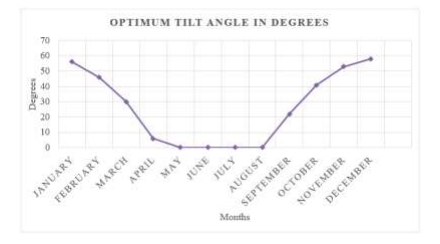 OPTIMUM TILT ANGLE IN DEGREES
70
60
50
40
30
20
10
0
Degrees
JANUARY
FEBRUARY
MARCH
APRIL
MAY
JUNE
JULY
AUGUST
SEPTEMBER
OCTOBER
NOVEMBER
DECEMBER
Months